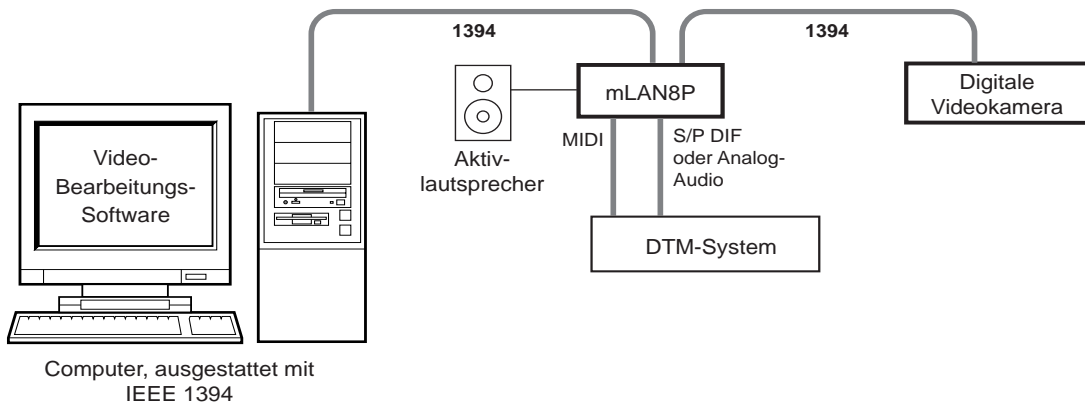 1394
1394
mLAN8P
Digitale
Videokamera
Video-
Bearbeitungs-
Software
MIDI
S/P DIF
oder Analog-
Audio
Aktiv-
lautsprecher
DTM-System
Computer, ausgestattet mit
IEEE 1394